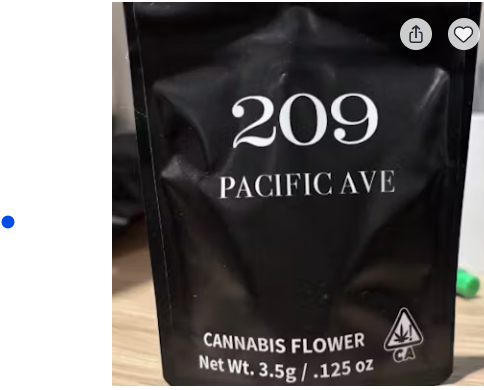 209
PACIFIC AVE
CANNABIS FLOWER
Net Wt. 3.5g / .125 oz
CA